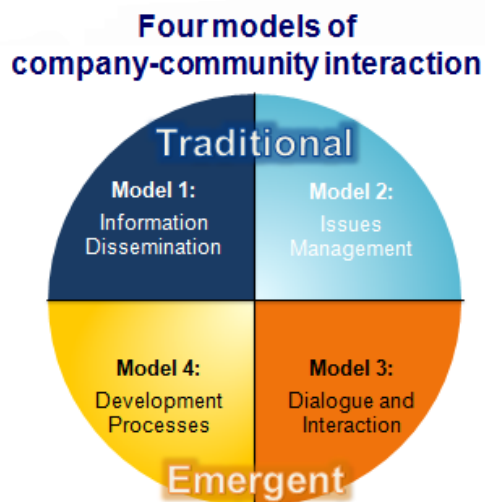 Four models of
company-community interaction
Traditional
Model 1:
Information
Dissemination
Model 2:
Issues
Management
Model 4:
Development
Processes
Model 3:
Dialogue and
Interaction
Emergent